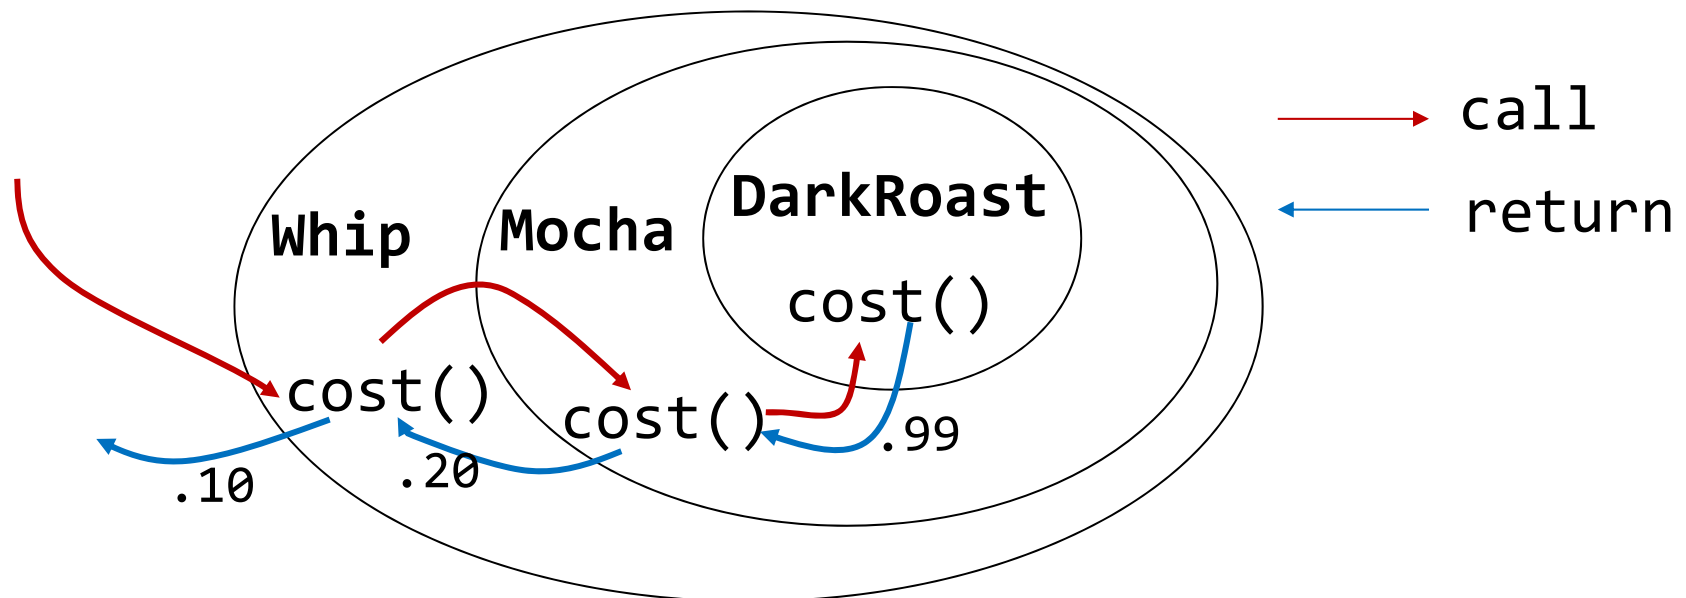 call
return
DarkRoast
Mocha
Whip
cost()
cost()
cost()
.99
.20
.10